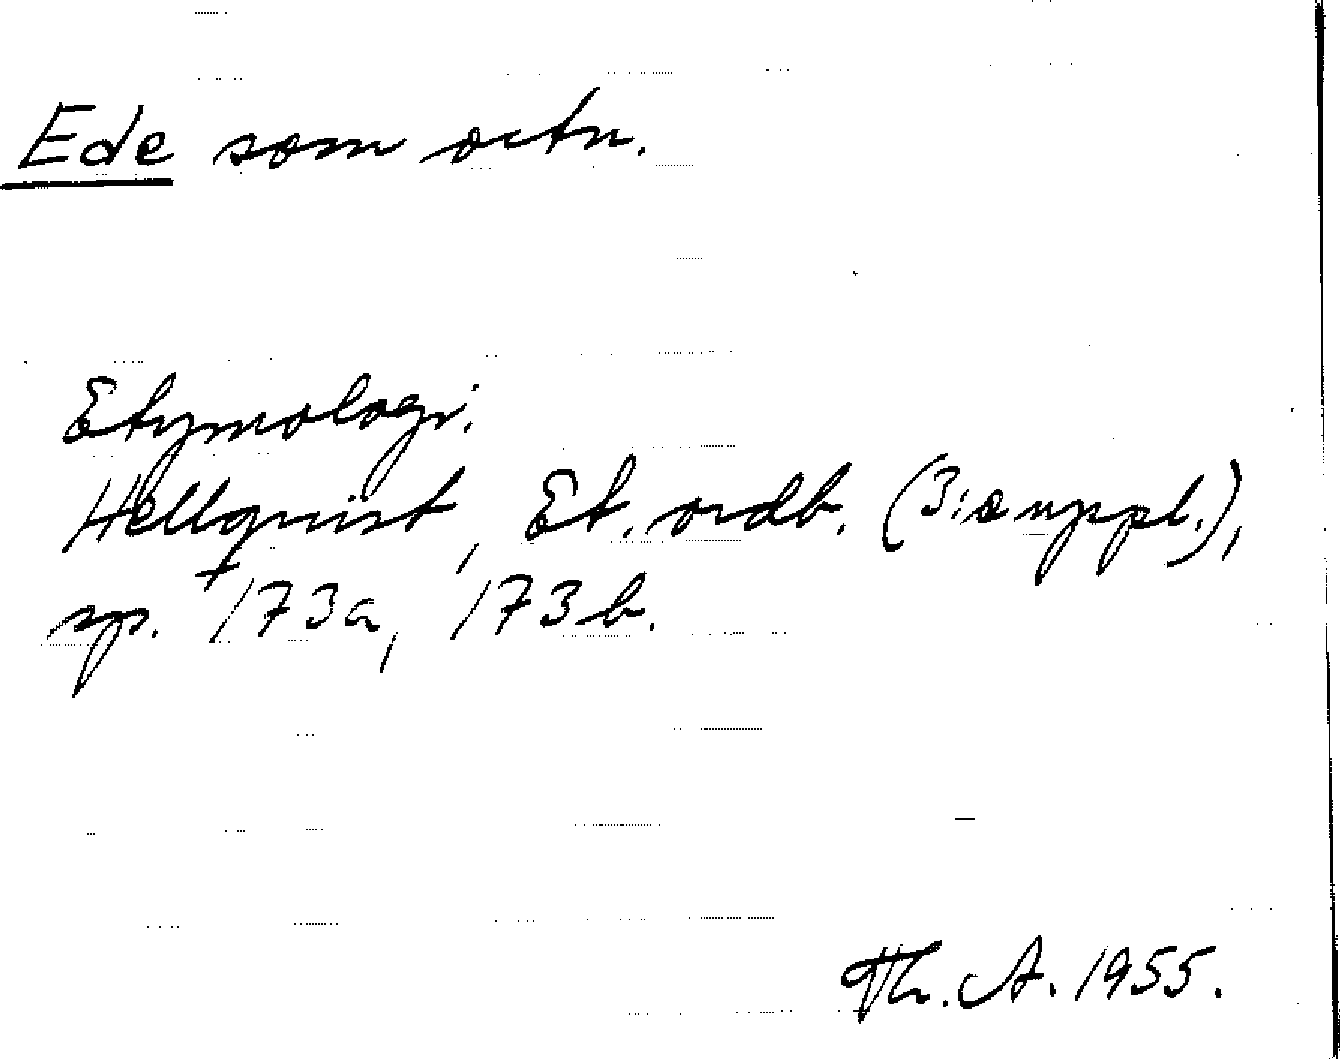 Ede som ortn.
Etymologi.
Hellquist, Et. ordb. (3:e uppl.),
sp. 173a, 173b.
Th. A. 1955.